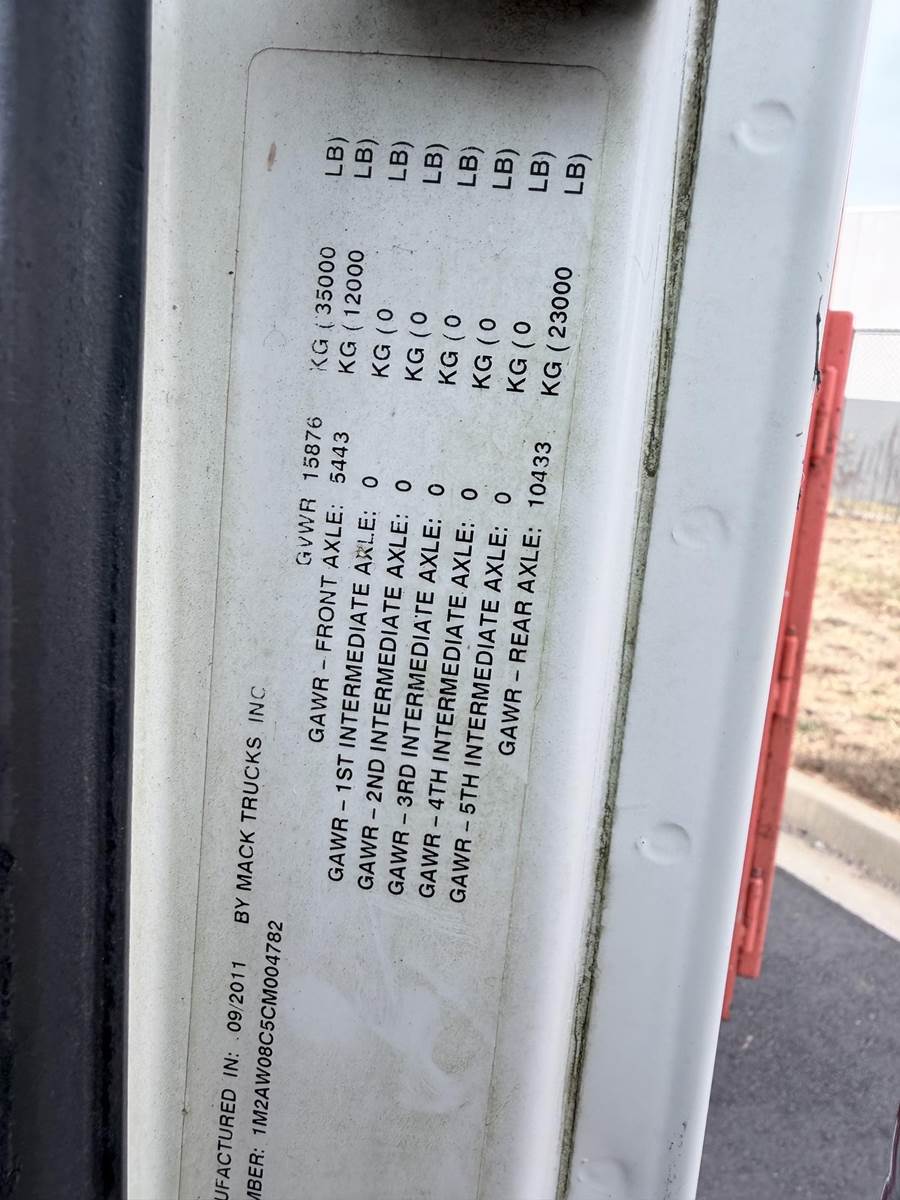 UFACTURED IN: 09/2011 BY MACK TRUCKS INC
MBER: 1M2AW08C5CM004782
GVWR 15876 KG (35000 LB)
GAWR – FRONT AXLE: 5443 KG (12000 LB)
GAWR – 1ST INTERMEDIATE AXLE: 0 KG (0 LB)
GAWR – 2ND INTERMEDIATE AXLE: 0 KG (0 LB)
GAWR – 3RD INTERMEDIATE AXLE: 0 KG (0 LB)
GAWR – 4TH INTERMEDIATE AXLE: 0 KG (0 LB)
GAWR – 5TH INTERMEDIATE AXLE: 0 KG (0 LB)
GAWR – REAR AXLE: 10433 KG (23000 LB)